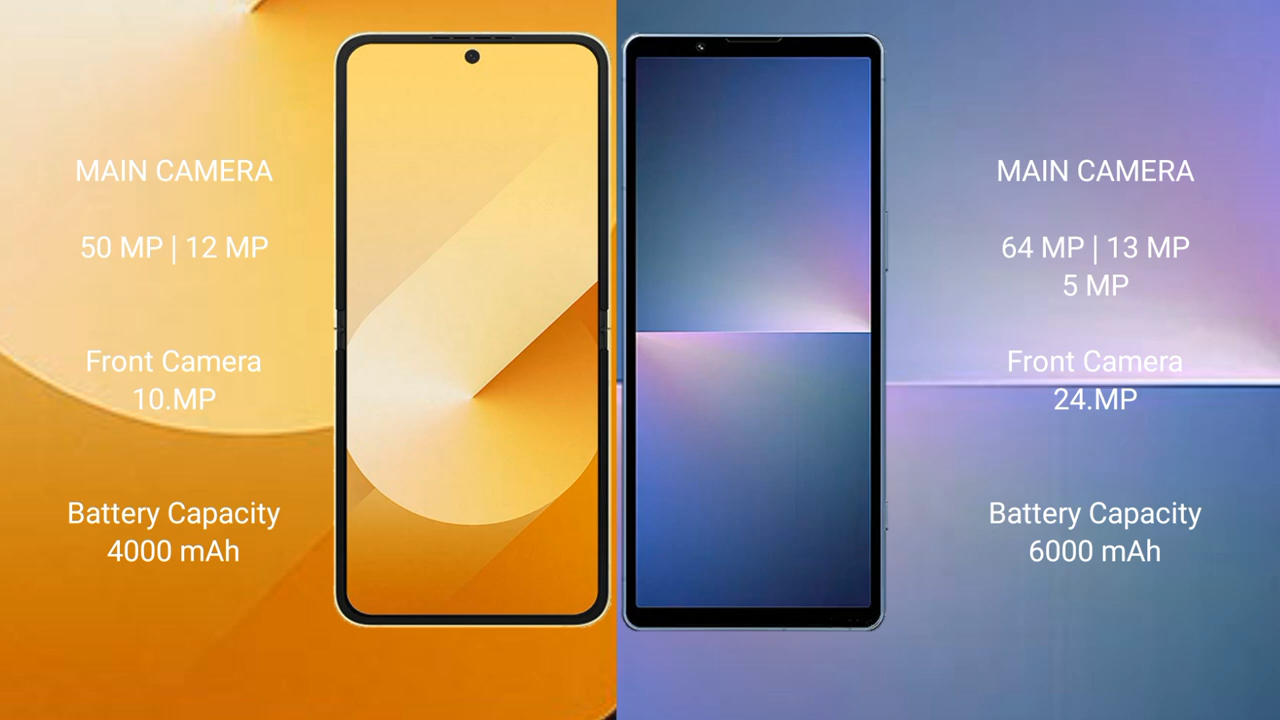 MAIN CAMERA
50 MP | 12 MP
Front Camera
10.MP
Battery Capacity
4000 mAh
MAIN CAMERA
64 MP | 13 MP
5 MP
Front Camera
24.MP
Battery Capacity
6000 mAh